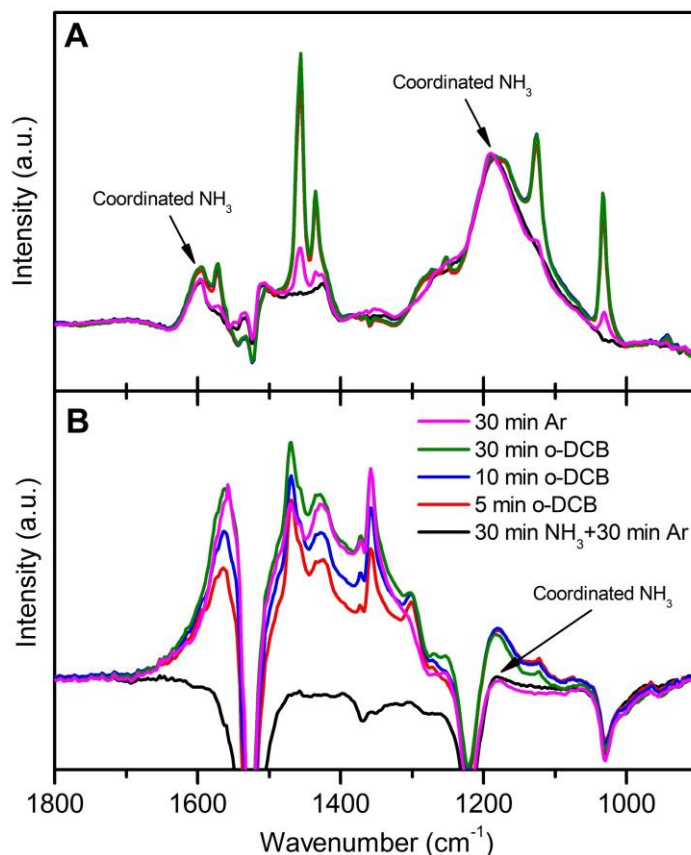 A
Coordinated NH₃
Coordinated NH₃
Intensity (a.u.)
B
30 min Ar
30 min o-DCB
10 min o-DCB
5 min o-DCB
30 min NH₃+30 min Ar
Coordinated NH₃
Intensity (a.u.)
1800 1600 1400 1200 1000
Wavenumber (cm⁻¹)